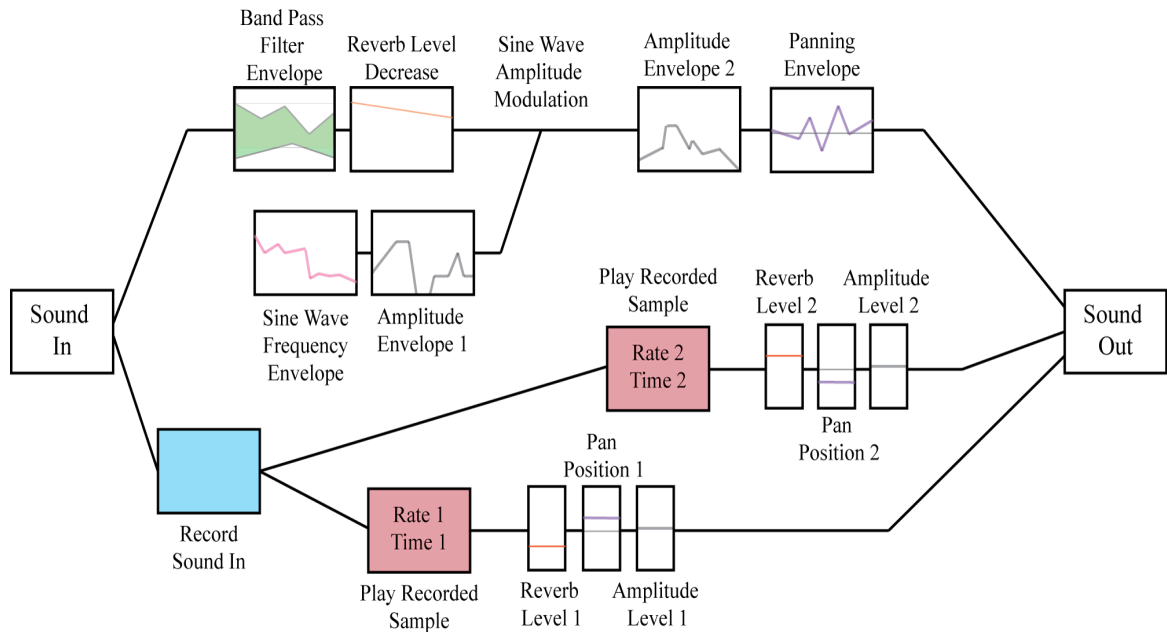 Band Pass
Filter
Envelope
Reverb Level
Decrease
Sine Wave
Amplitude
Modulation
Amplitude
Envelope 2
Panning
Envelope
Sound
In
Sine Wave
Frequency
Envelope
Amplitude
Envelope 1
Play Recorded
Sample
Rate 2
Time 2
Reverb
Level 2
Amplitude
Level 2
Pan
Position 2
Sound
Out
Record
Sound In
Rate 1
Time 1
Play Recorded
Sample
Pan
Position 1
Reverb
Level 1
Amplitude
Level 1